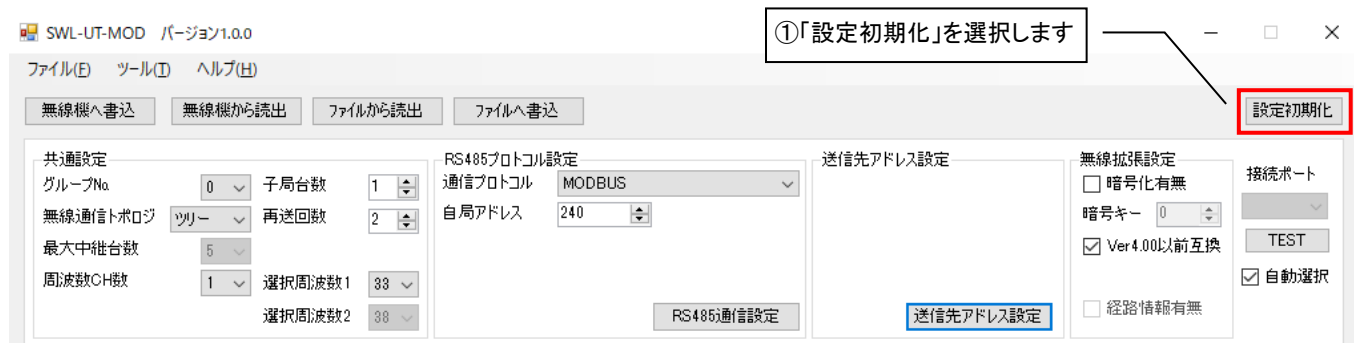 ①「設定初期化」を選択します
SWL-UT-MOD バージョン1.0.0
ファイル(F) ツール(T) ヘルプ(H)
無線機へ書込 無線機から読出 ファイルから読出 ファイルへ書込 設定初期化
共通設定 RS485プロトコル設定 送信先アドレス設定 無線拡張設定
グループNo. 0 子局台数 1 通信プロトコル MODBUS 暗号化有無 接続ポート
無線通信トポロジ ツリー 再送回数 2 自局アドレス 240 暗号キー 0
最大中継台数 5 Ver4.00以前互換 TEST
周波数CH数 1 選択周波数1 33 自動選択
選択周波数2 38 RS485通信設定 送信先アドレス設定 経路情報有無